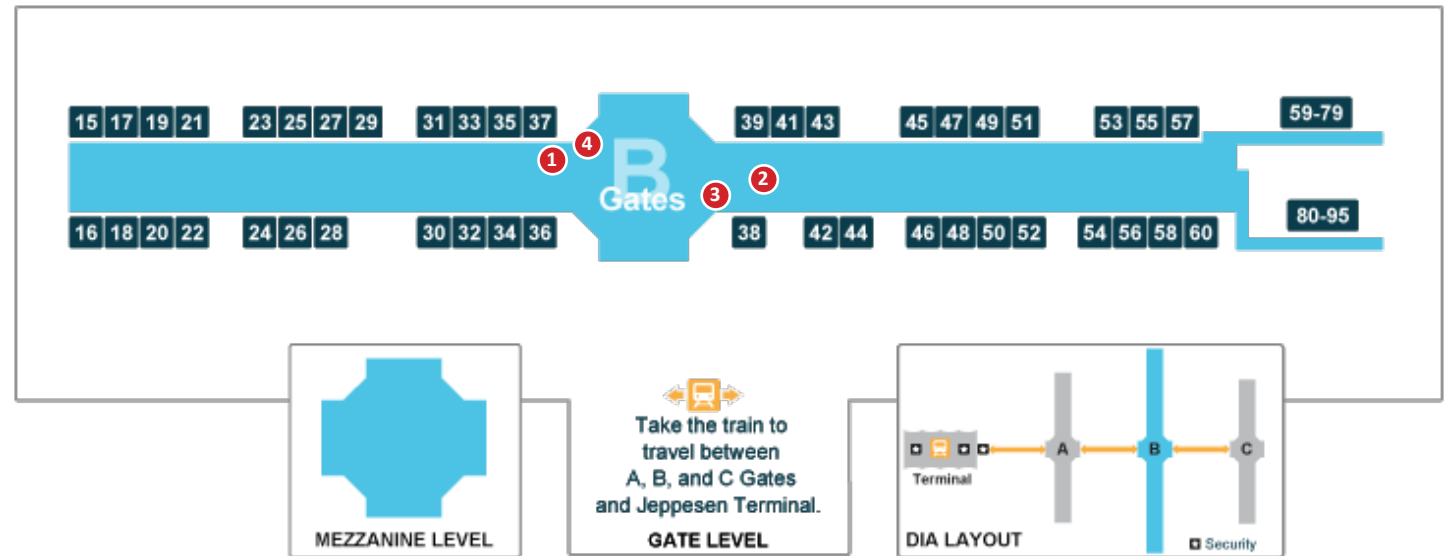 59-79
15 17 19 21 23 25 27 29 31 33 35 37 39 41 43 45 47 49 51 53 55 57
4
1
B
2
3
Gates
80-95
16 18 20 22 24 26 28 30 32 34 36 38 42 44 46 48 50 52 54 56 58 60
MEZZANINE LEVEL
Take the train to
travel between
A, B, and C Gates
and Jeppesen Terminal.
GATE LEVEL
A B C
Terminal
DIA LAYOUT
Security